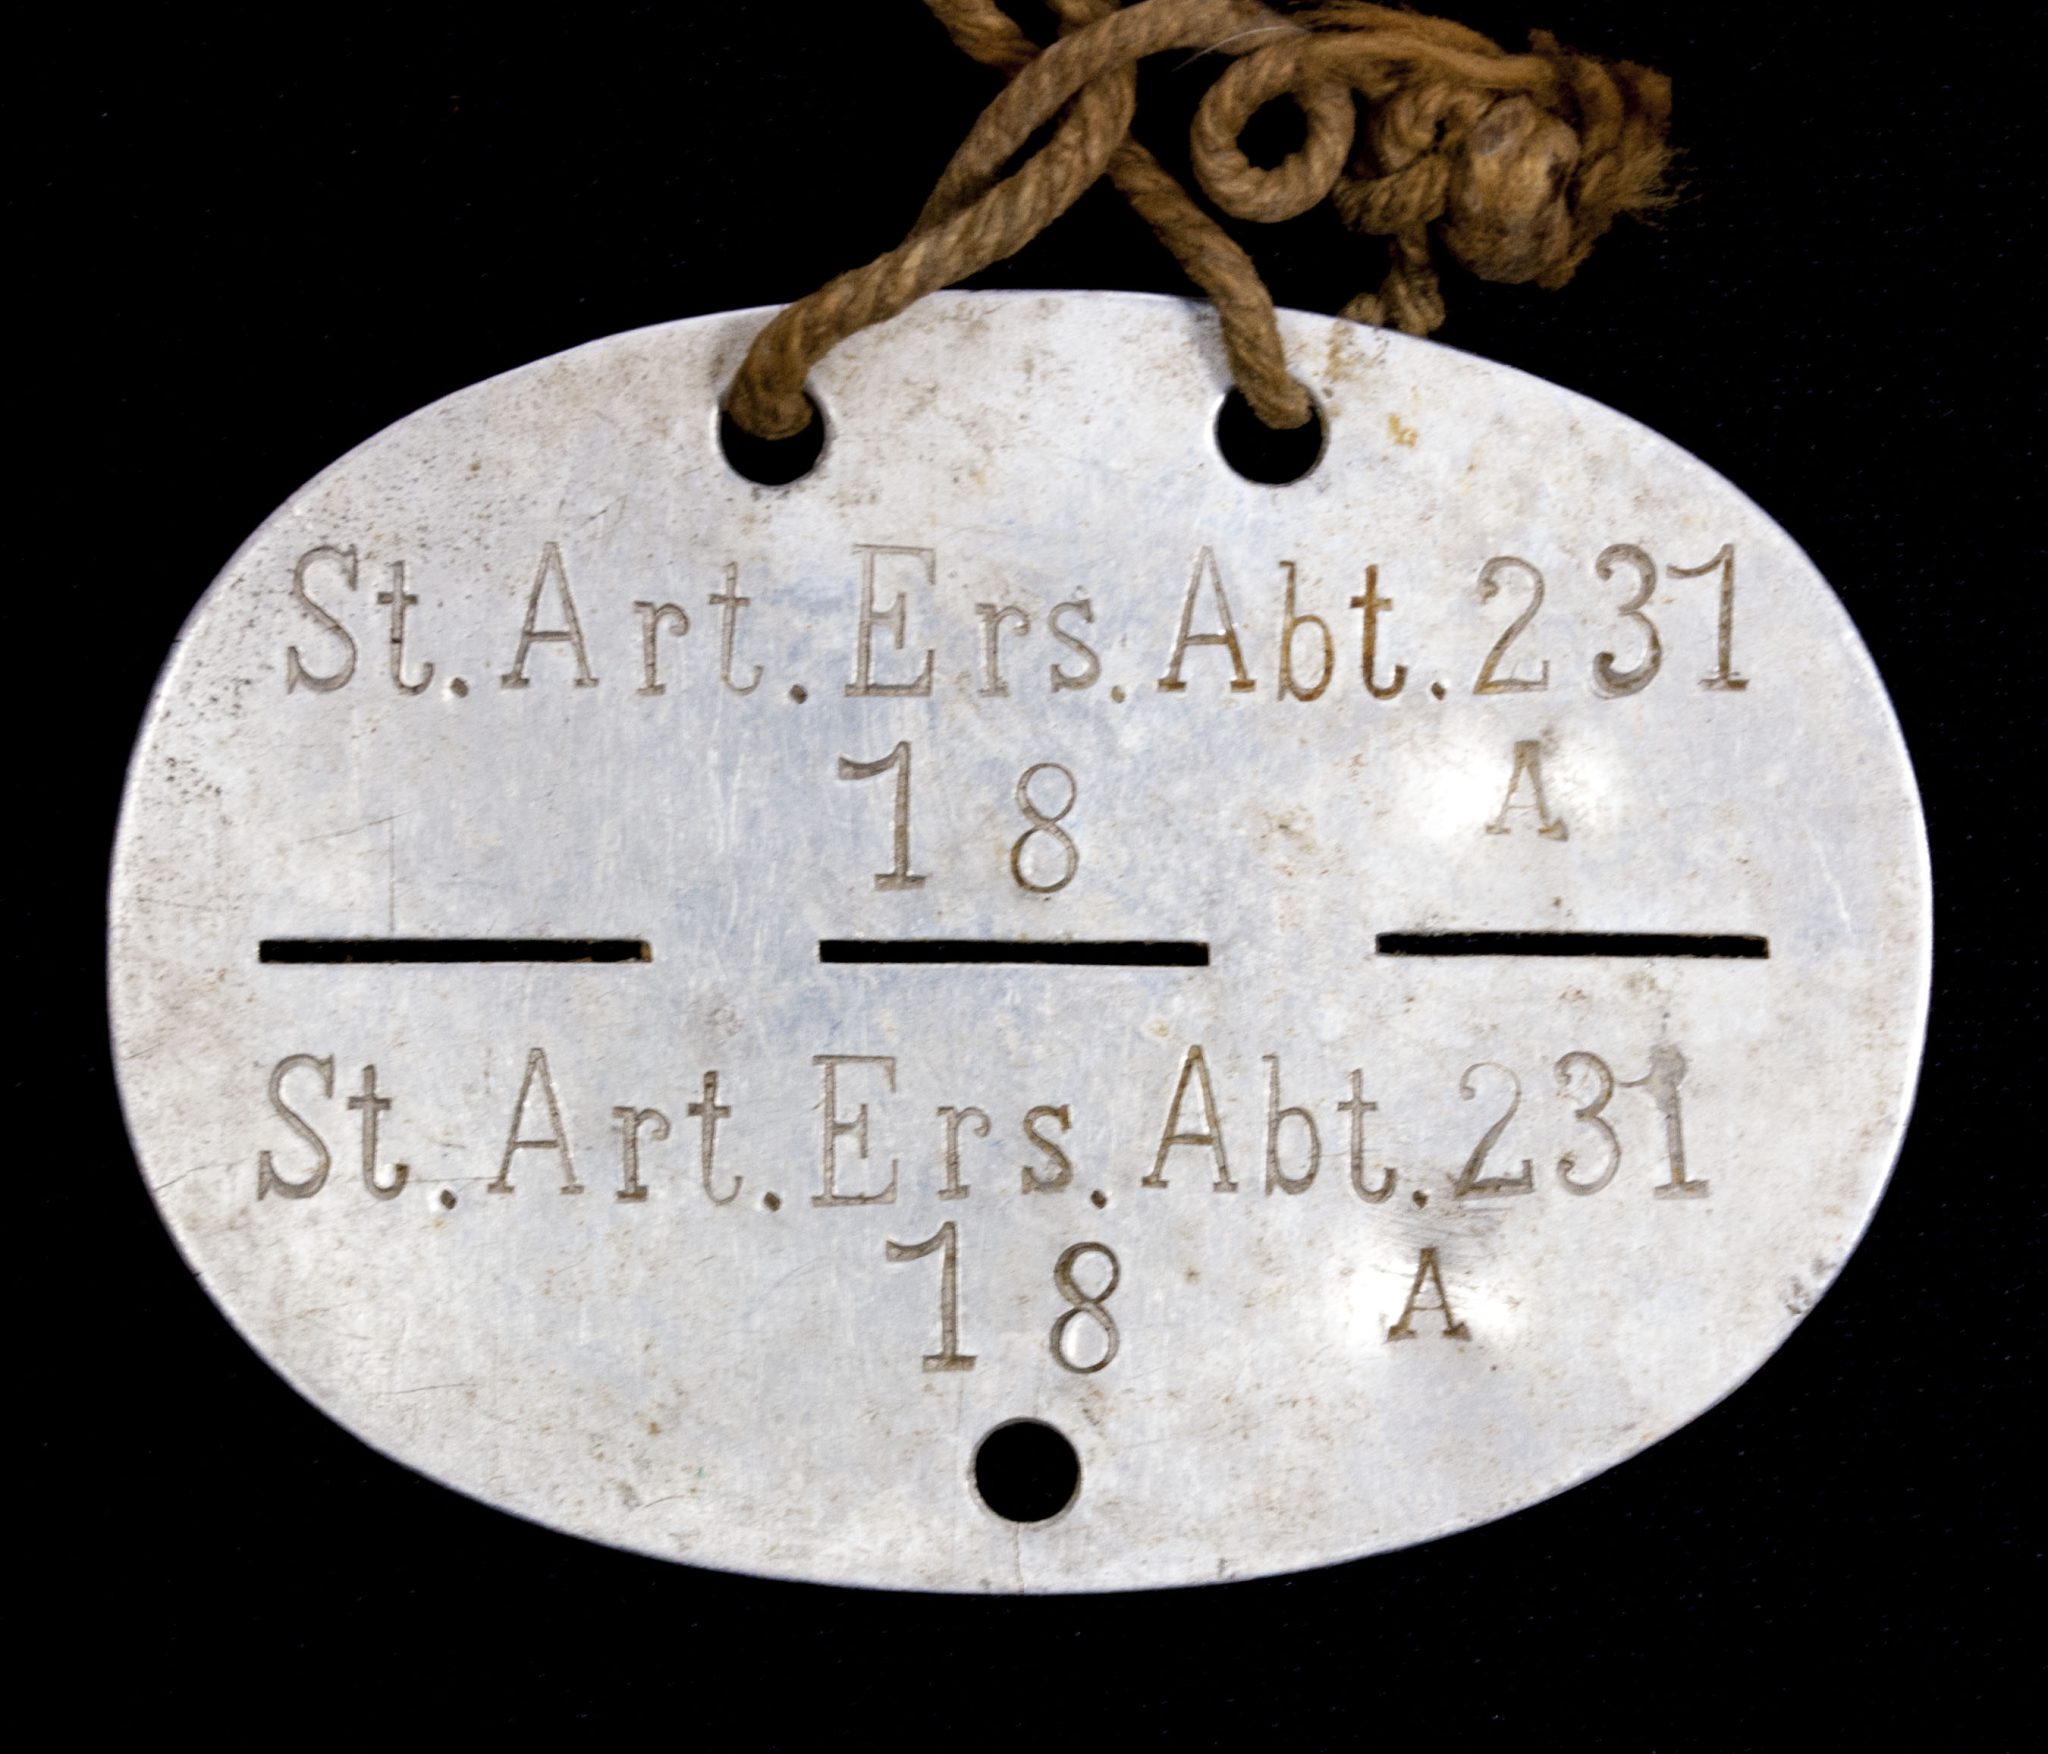 St. Art. Ers. Abt. 231
18 A
St. Art. Ers. Abt. 231
18 A